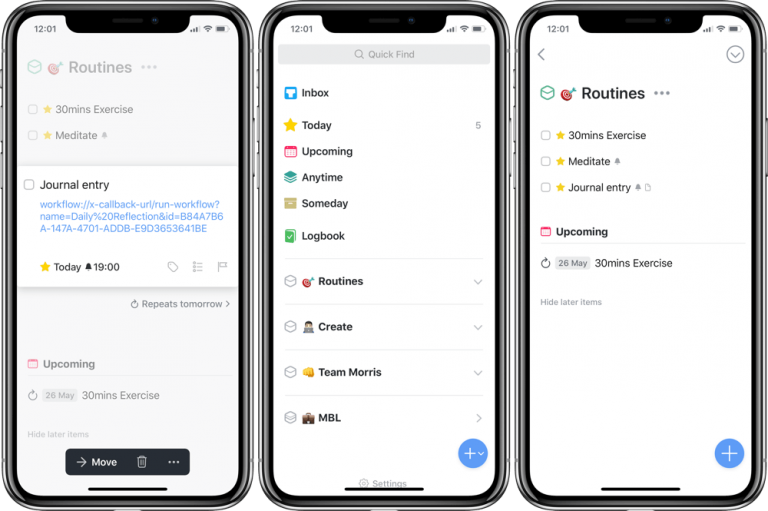 12:01
Routines
30mins Exercise
Meditate
Journal entry
workflow://x-callback-url/run-workflow?
name=Daily%20Reflection&id=B84A7B6
A-147A-4701-ADDB-E9D3653641BE
Today 19:00
Repeats tomorrow
Upcoming
26 May 30mins Exercise
Hide later items
Move
12:01
Quick Find
Inbox
Today 5
Upcoming
Anytime
Someday
Logbook
Routines
Create
Team Morris
MBL
Settings
12:01
Routines
30mins Exercise
Meditate
Journal entry
Upcoming
26 May 30mins Exercise
Hide later items